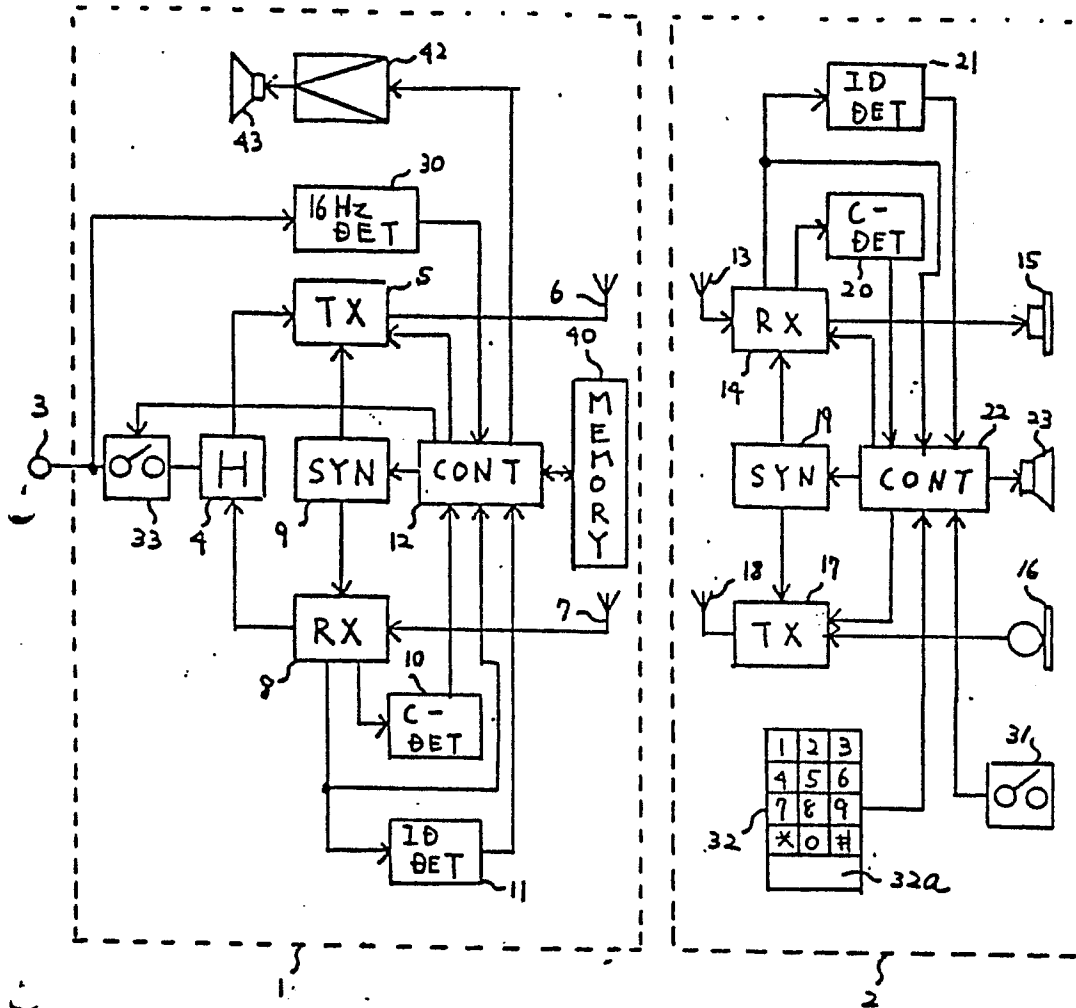 42
43
30
16Hz
DET
5
TX
6
40
MEMORY
3
33
H
4
SYN
9
CONT
12
7
RX
8
10
C-
DET
ID
DET
11
1
21
ID
DET
C-
DET
20
13
15
RX
14
19
SYN
22
CONT
23
18
17
TX
16
1 2 3
4 5 6
7 8 9
* 0 #
32
32a
31
2